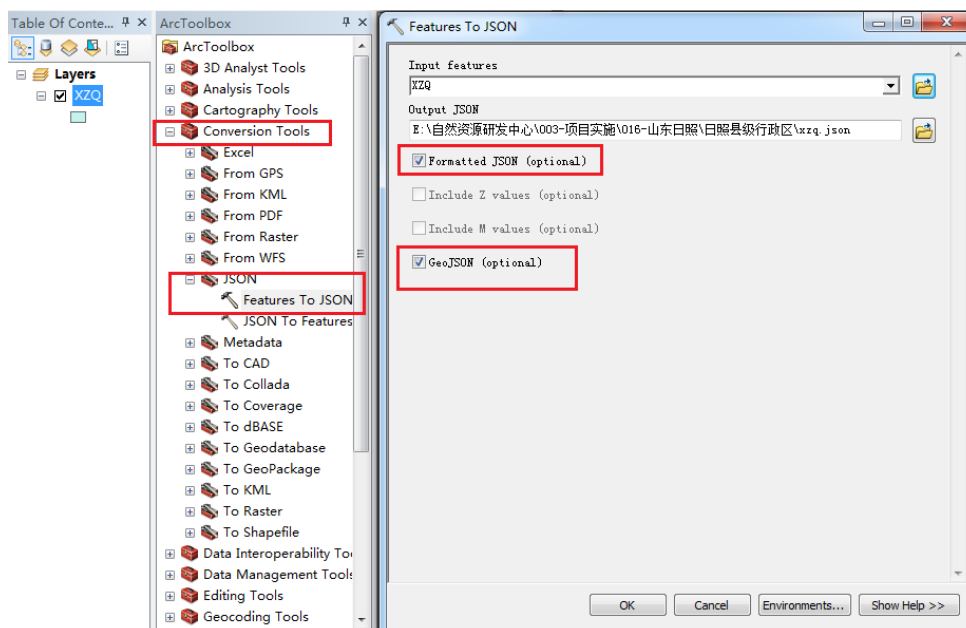 Table Of Conte...
Layers
XZQ
ArcToolbox
ArcToolbox
3D Analyst Tools
Analysis Tools
Cartography Tools
Conversion Tools
Excel
From GPS
From KML
From PDF
From Raster
From WFS
JSON
Features To JSON
JSON To Features
Metadata
To CAD
To Collada
To Coverage
To dBASE
To Geodatabase
To GeoPackage
To KML
To Raster
To Shapefile
Data Interoperability To
Data Management Tools
Editing Tools
Geocoding Tools
Features To JSON
Input features
XZQ
Output JSON
E:\自然资源研发中心\003-项目实施\016-山东日照\日照县级行政区\xzq.json
Formatted JSON (optional)
Include Z values (optional)
Include M values (optional)
GeoJSON (optional)
OK
Cancel
Environments...
Show Help >>